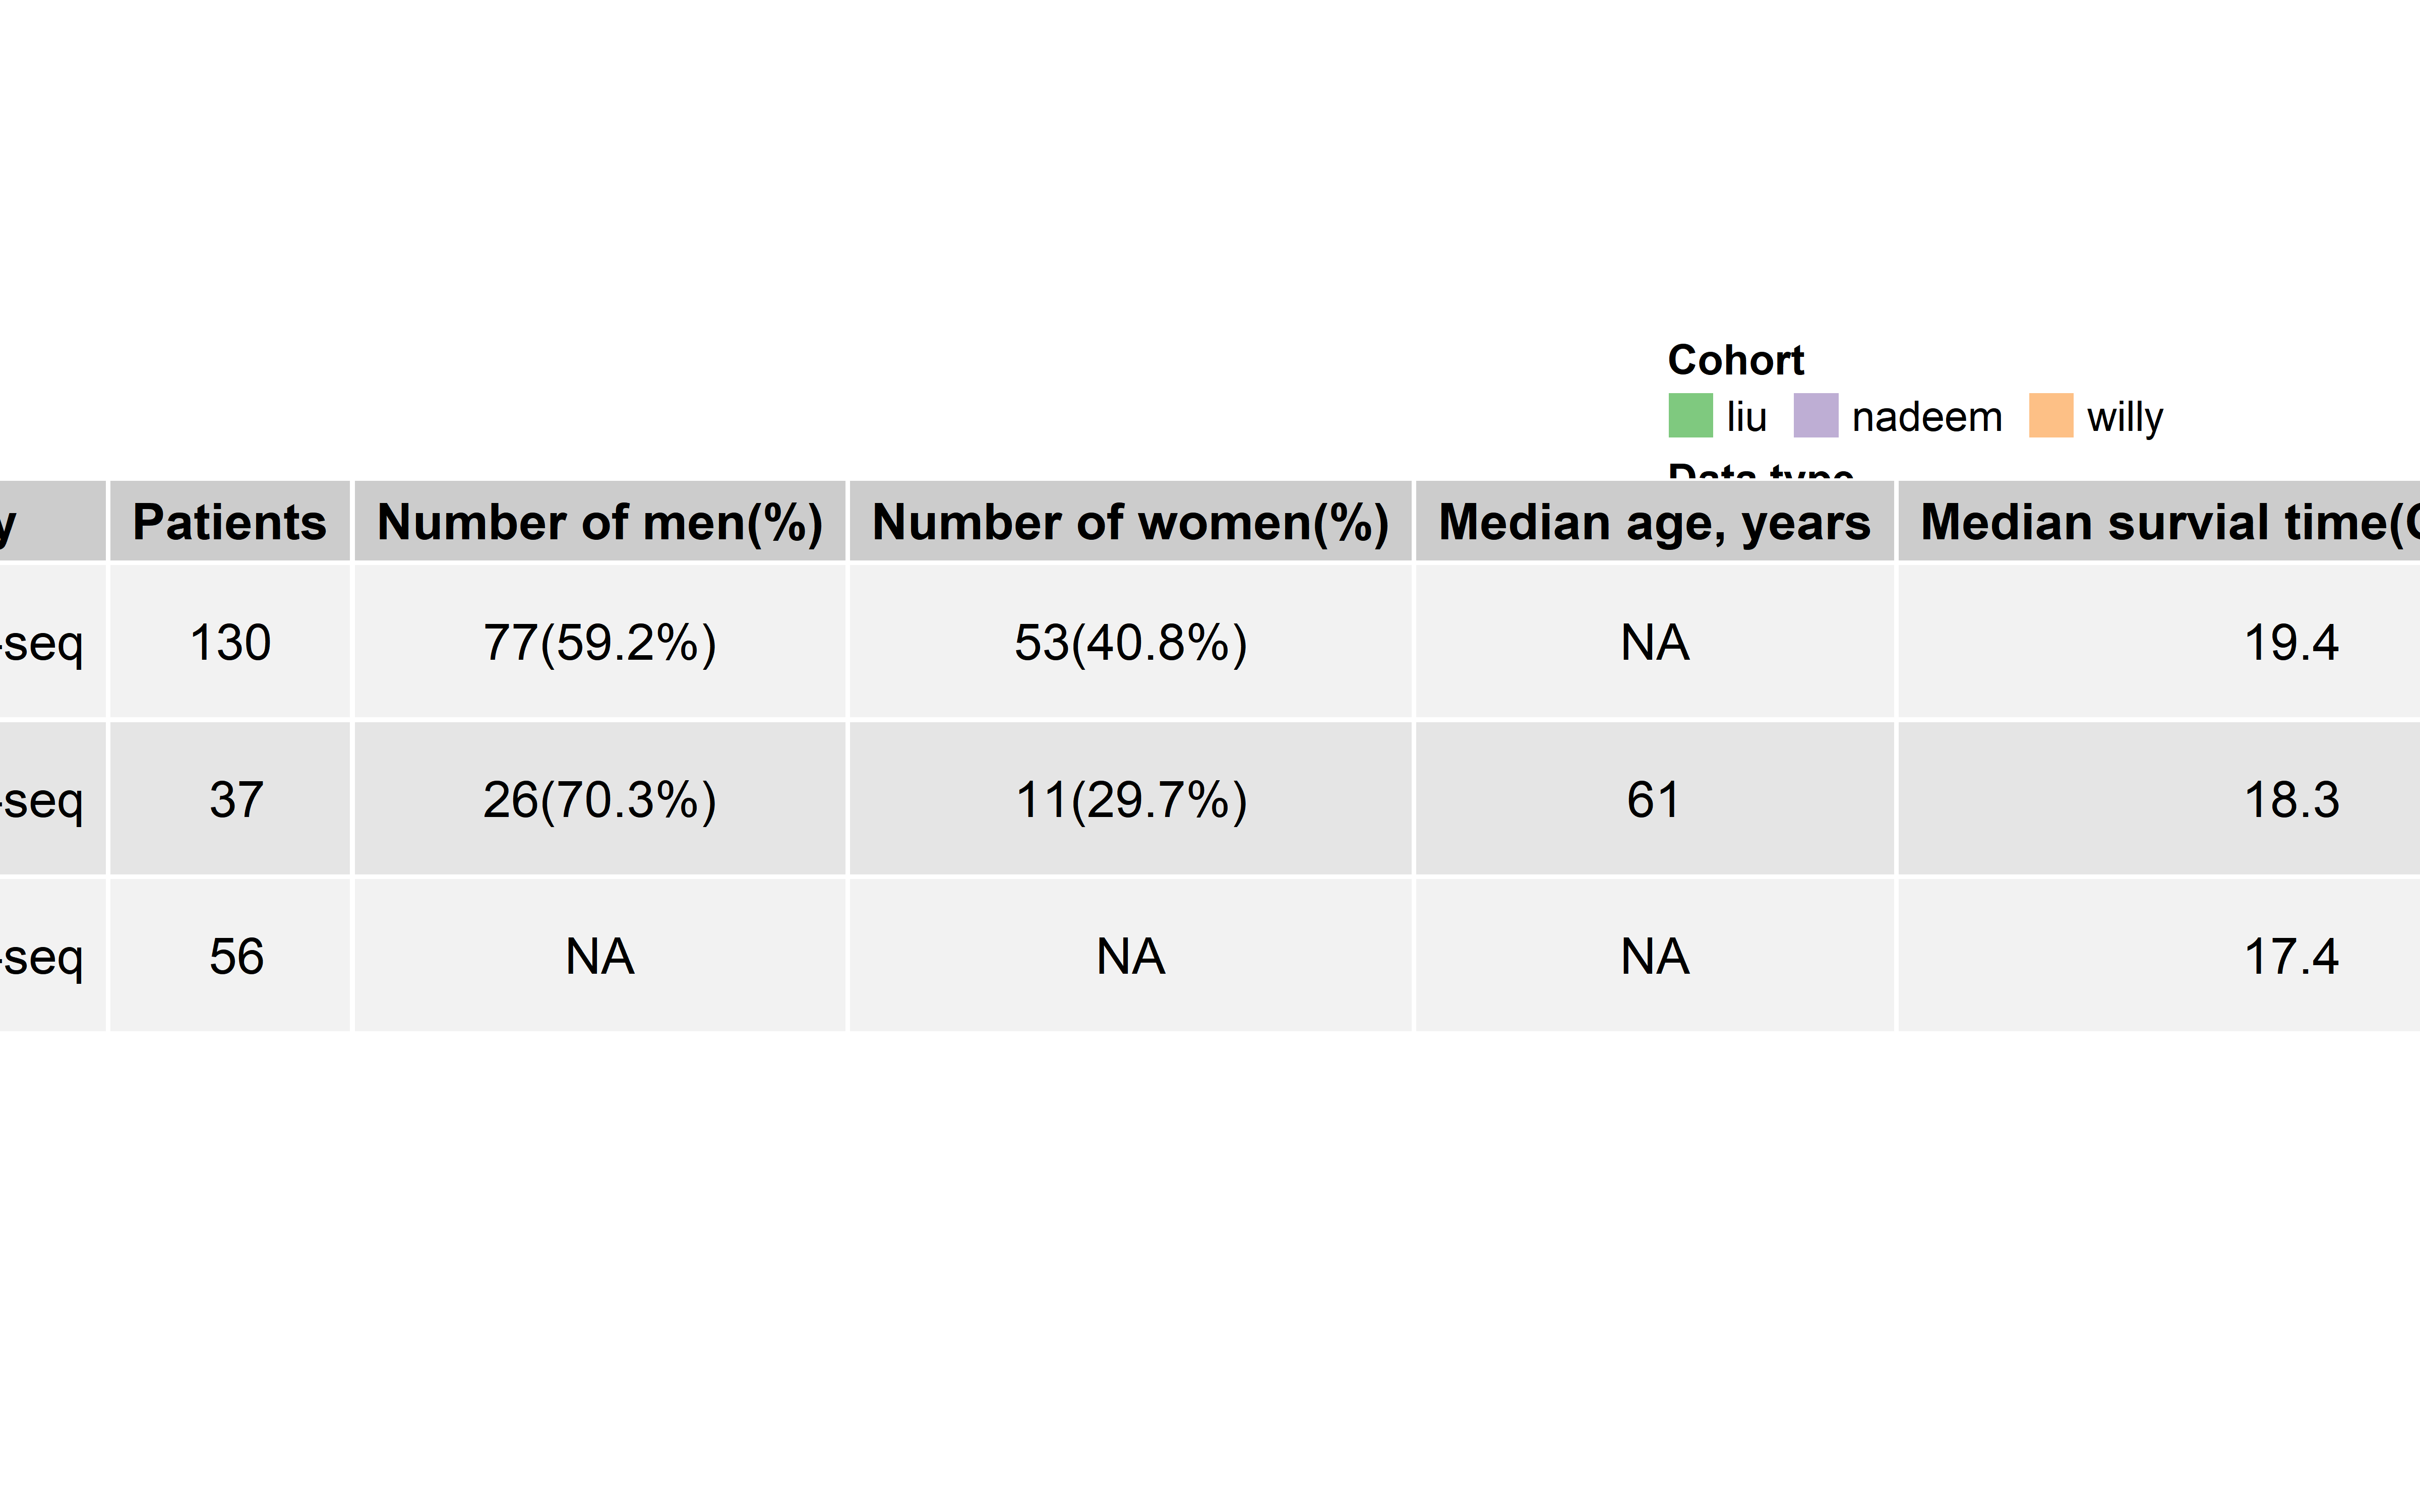 Cohort
liu nadeem willy
Data type
y Patients Number of men(%) Number of women(%) Median age, years Median survial time(
-seq 130 77(59.2%) 53(40.8%) NA 19.4
-seq 37 26(70.3%) 11(29.7%) 61 18.3
-seq 56 NA NA NA 17.4